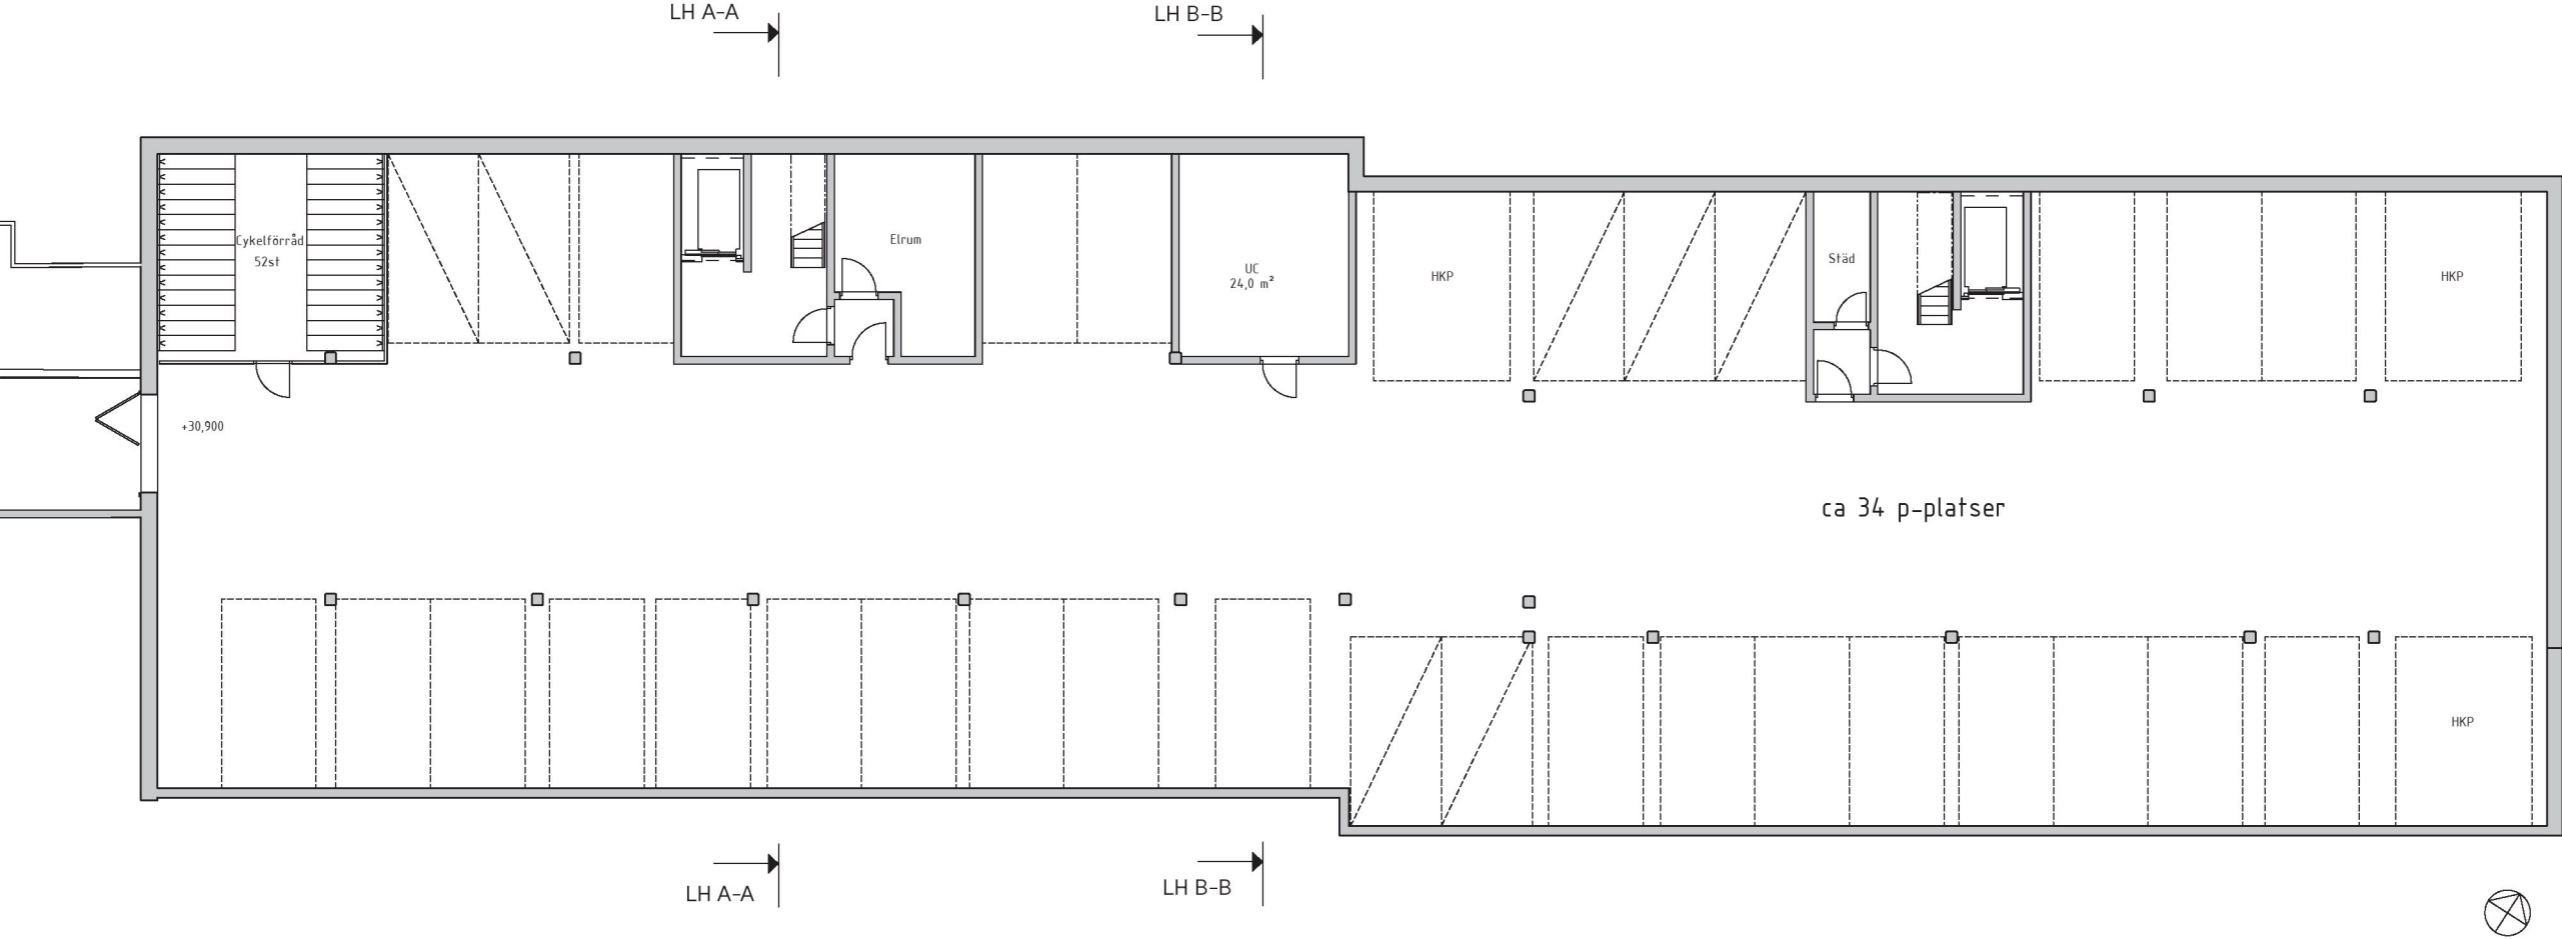 LH A-A
LH B-B
Cykelförråd
52st
Elrum
UC
24,0 m²
HKP
Städ
HKP
+30,900
ca 34 p-platser
HKP
LH A-A
LH B-B